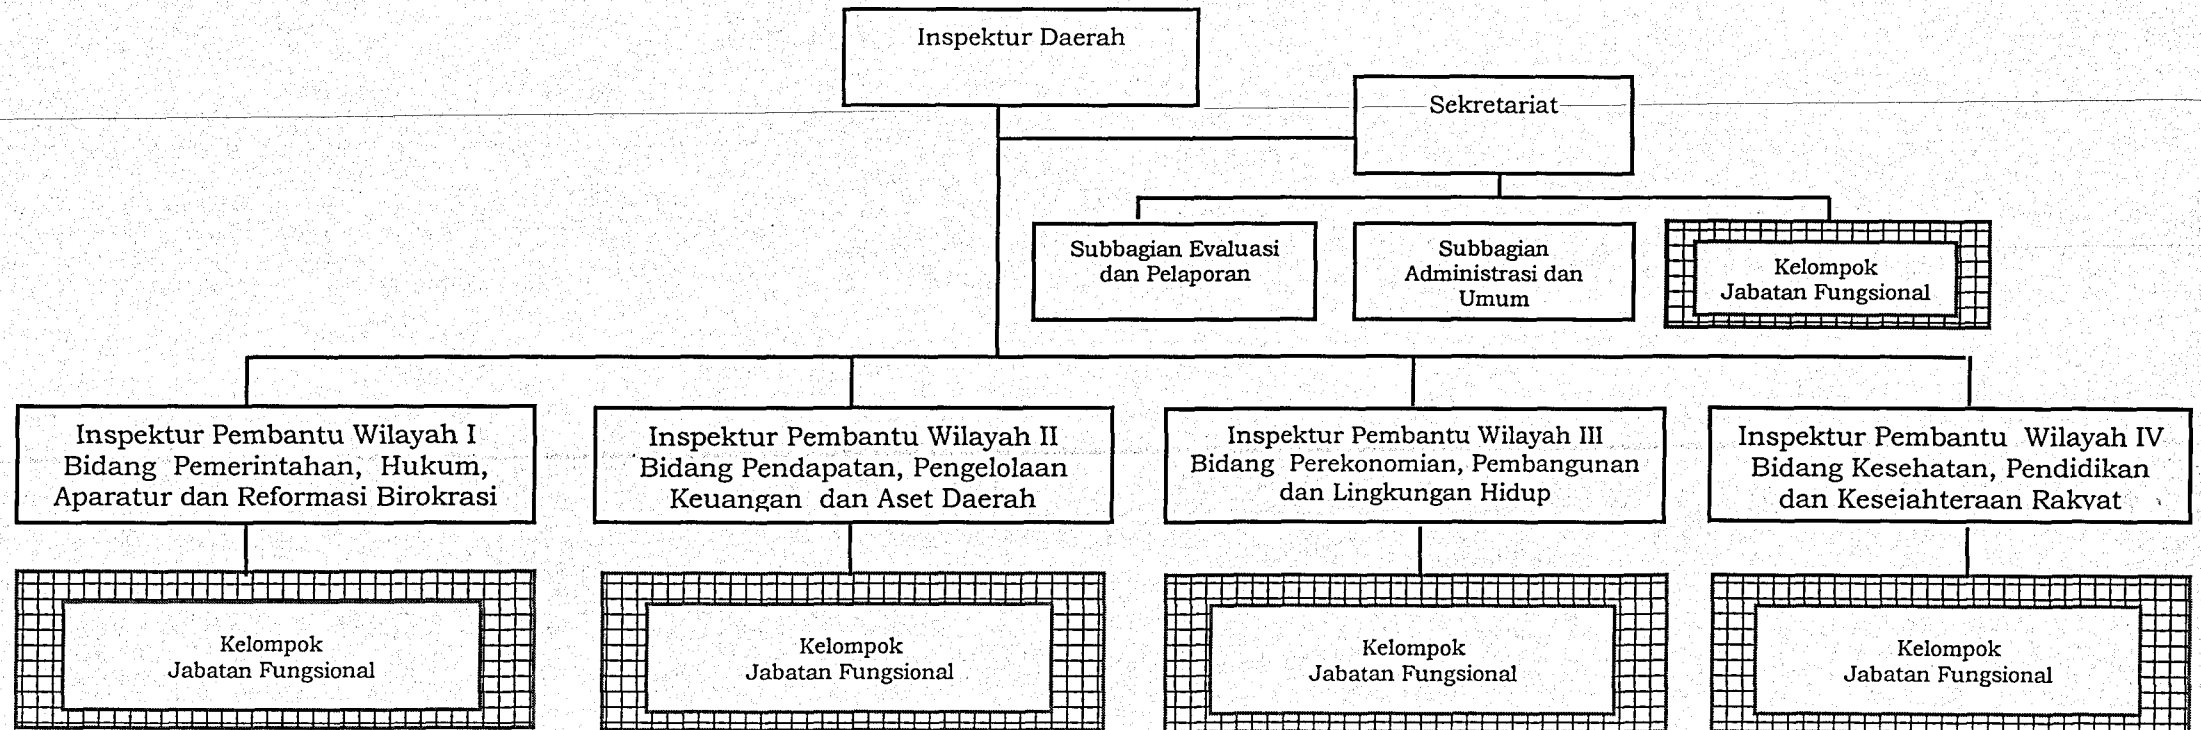 Inspektur Daerah
Sekretariat
Subbagian Evaluasi
dan Pelaporan
Subbagian
Administrasi dan
Umum
Kelompok
Jabatan Fungsional
Inspektur Pembantu Wilayah I
Bidang Pemerintahan, Hukum,
Aparatur dan Reformasi Birokrasi
Inspektur Pembantu Wilayah II
Bidang Pendapatan, Pengelolaan
Keuangan dan Aset Daerah
Inspektur Pembantu Wilayah III
Bidang Perekonomian, Pembangunan
dan Lingkungan Hidup
Inspektur Pembantu Wilayah IV
Bidang Kesehatan, Pendidikan
dan Kesejahteraan Rakyat
Kelompok
Jabatan Fungsional
Kelompok
Jabatan Fungsional
Kelompok
Jabatan Fungsional
Kelompok
Jabatan Fungsional